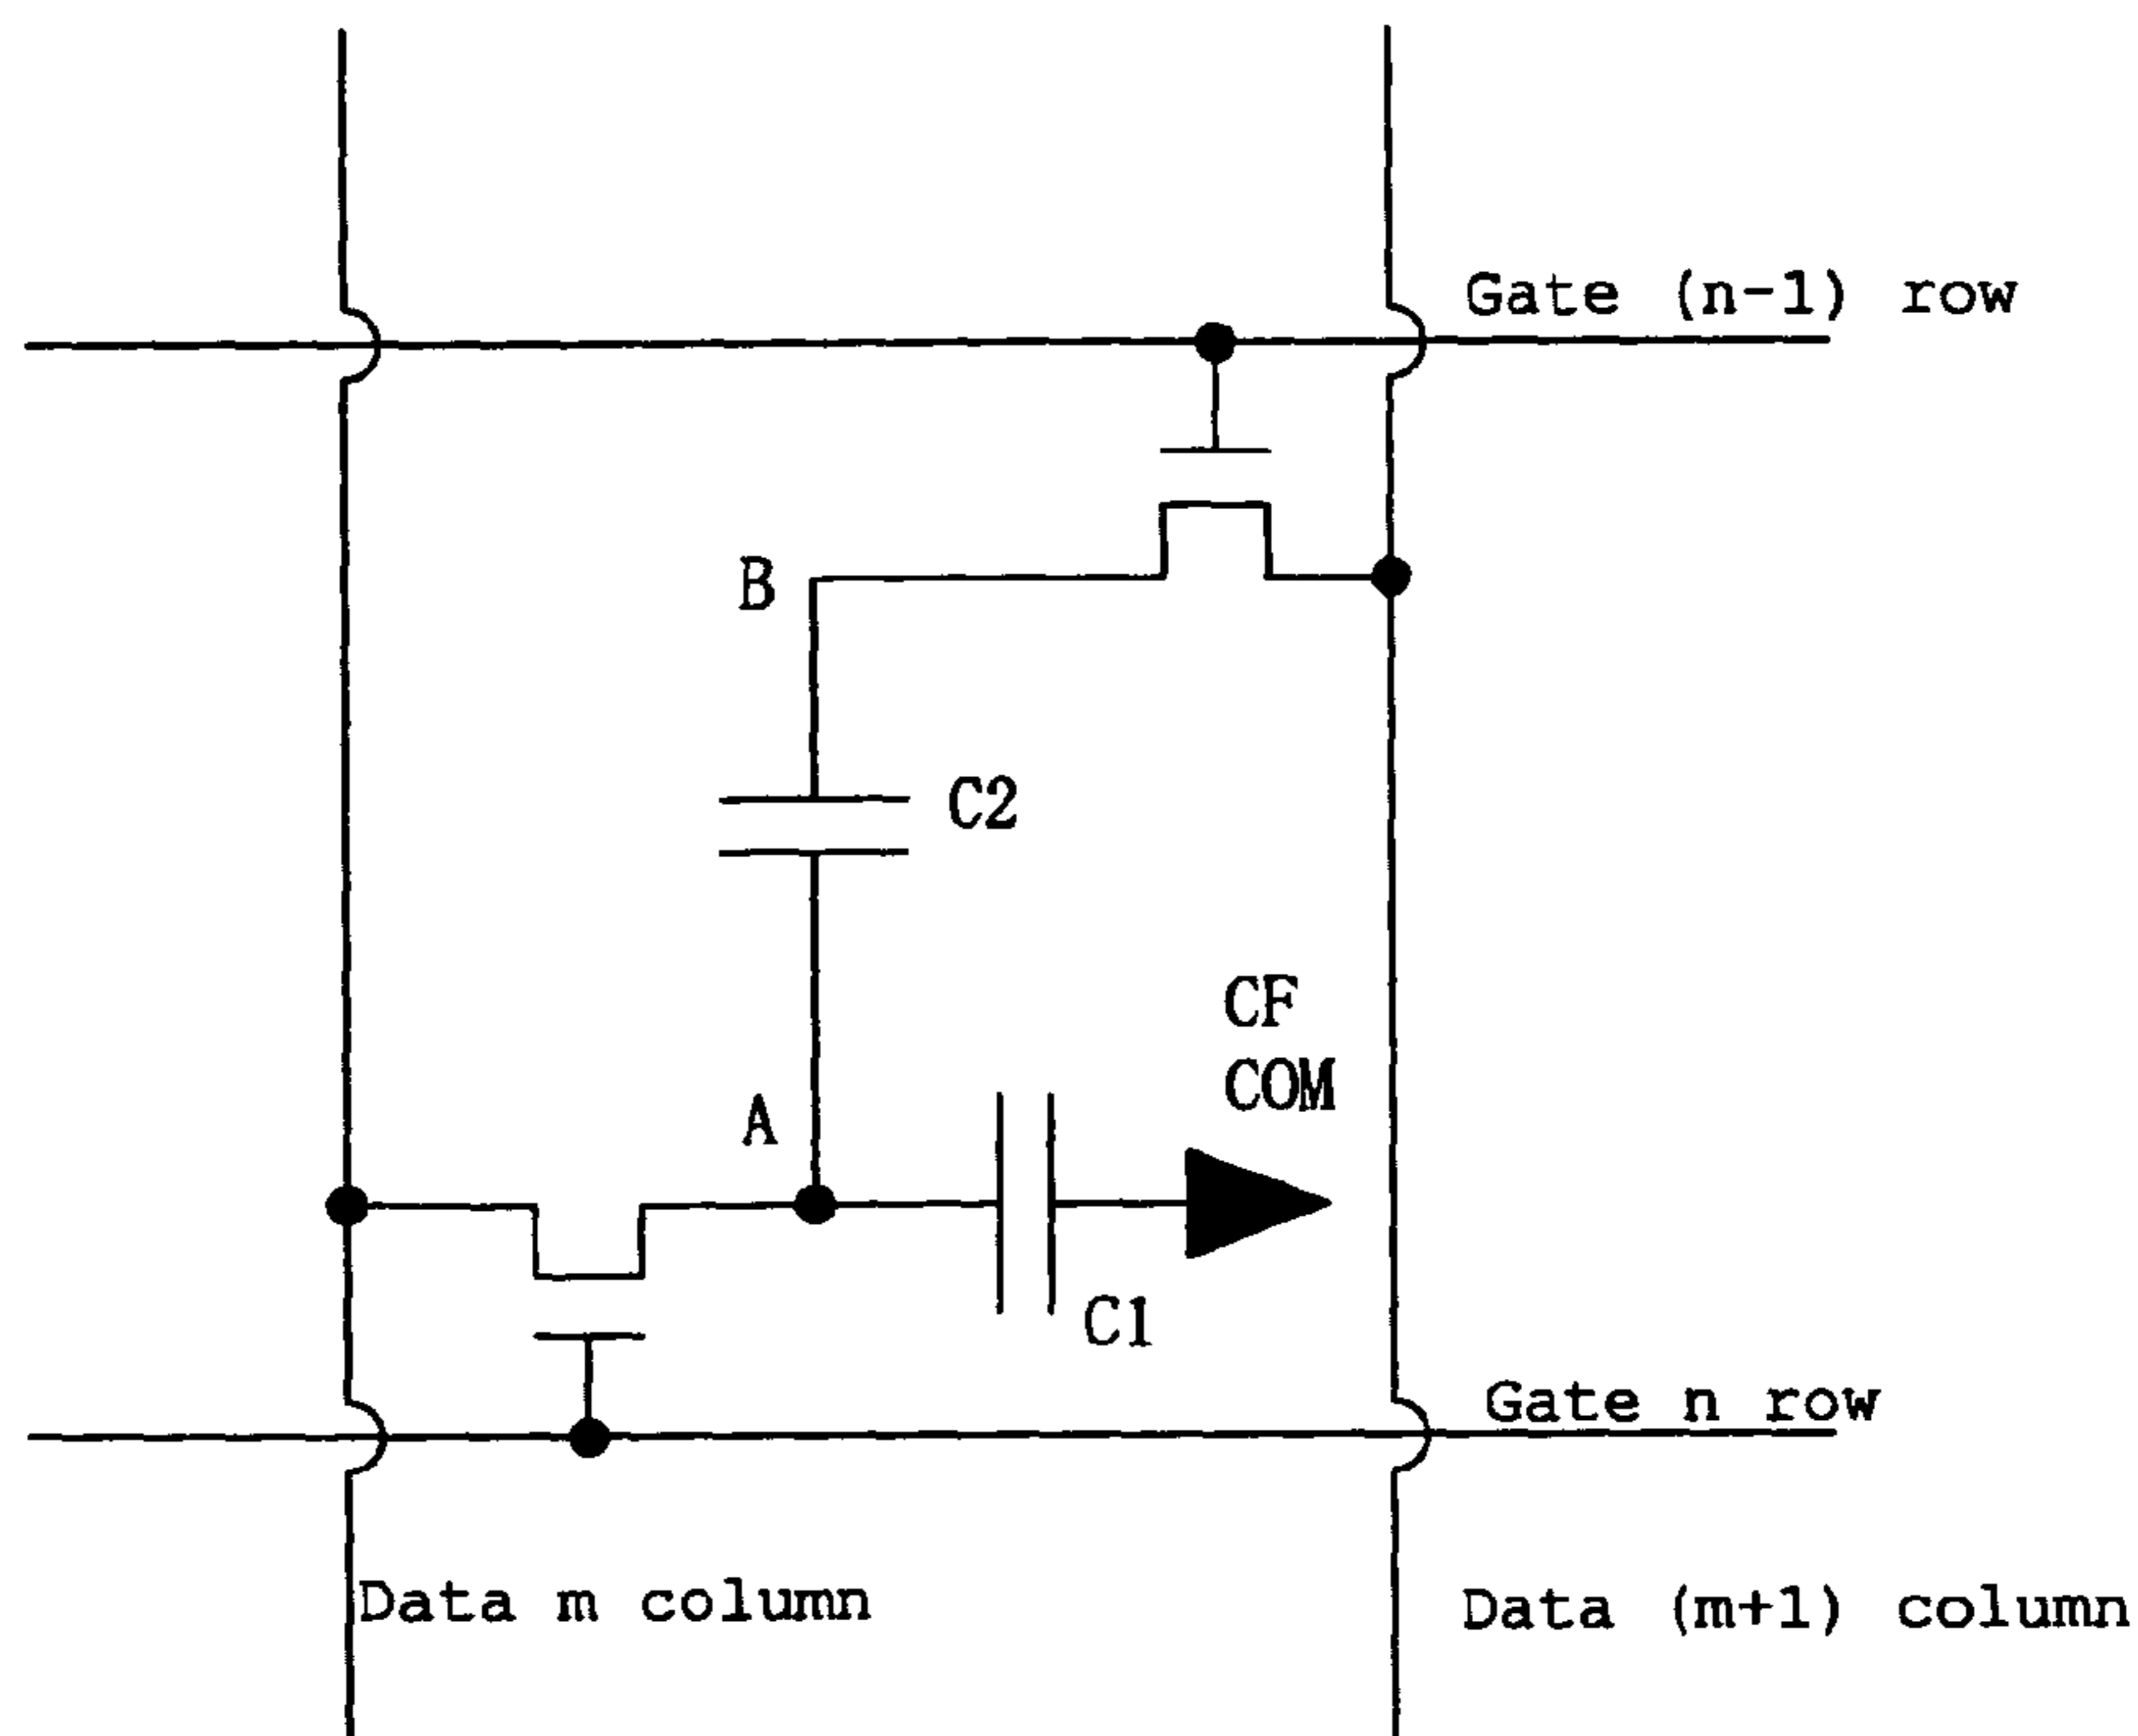 Gate (n-1) row
B
C2
CF
COM
A
C1
Gate n row
Data m column
Data (m+1) column